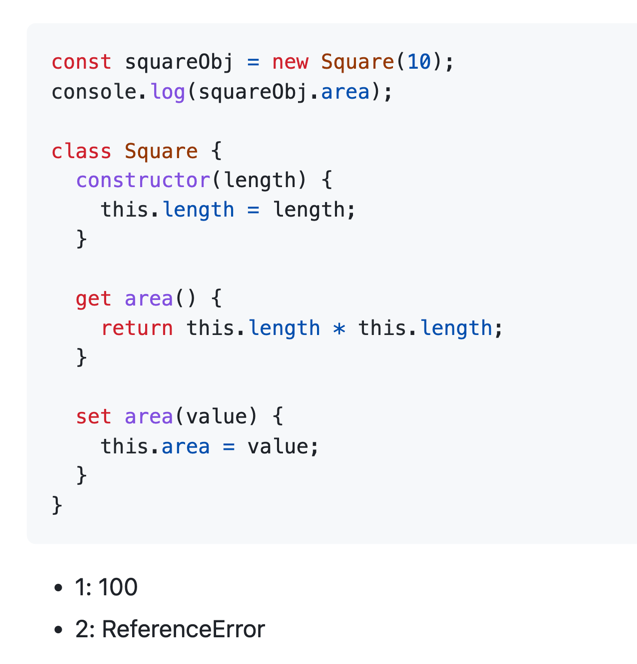 const squareObj = new Square(10);
console.log(squareObj.area);

class Square {
  constructor(length) {
    this.length = length;
  }

  get area() {
    return this.length * this.length;
  }

  set area(value) {
    this.area = value;
  }
}

• 1: 100
• 2: ReferenceError